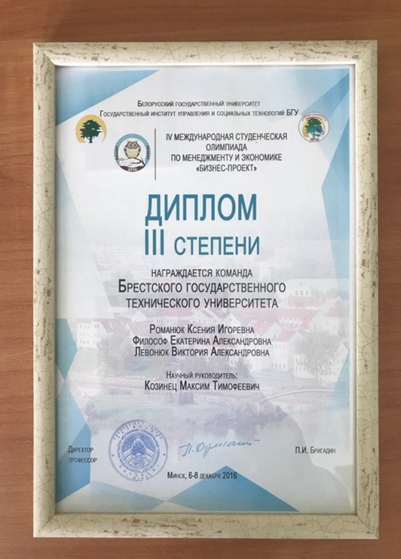 Белорусский государственный университет
Государственный институт управления и социальных технологий БГУ
IV МЕЖДУНАРОДНАЯ СТУДЕНЧЕСКАЯ
ОЛИМПИАДА
ПО МЕНЕДЖМЕНТУ И ЭКОНОМИКЕ
«БИЗНЕС-ПРОЕКТ»
ДИПЛОМ
III СТЕПЕНИ
НАГРАЖДАЕТСЯ КОМАНДА
Брестского государственного
технического университета
Романюк Ксения Игоревна
Философ Екатерина Александровна
Левонюк Виктория Александровна
Научный руководитель:
Козинец Максим Тимофеевич
Директор
профессор
П.И. Бригадин
Минск, 6-8 декабря 2016